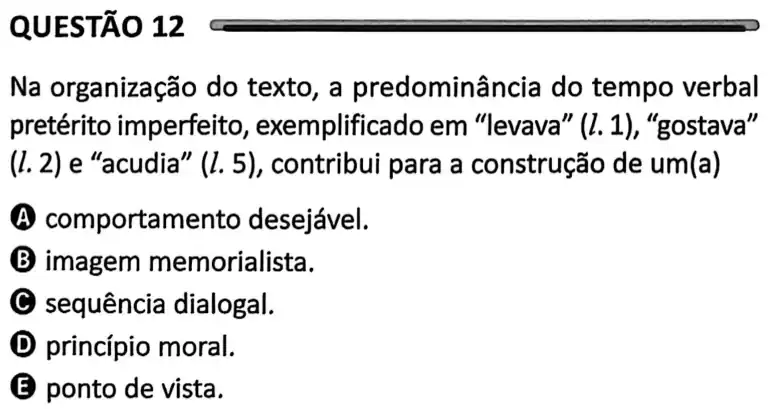 QUESTÃO 12
Na organização do texto, a predominância do tempo verbal
pretérito imperfeito, exemplificado em “levava” (l. 1), “gostava”
(l. 2) e “acudia” (l. 5), contribui para a construção de um(a)
A comportamento desejável.
B imagem memorialista.
C sequência dialogal.
D princípio moral.
E ponto de vista.